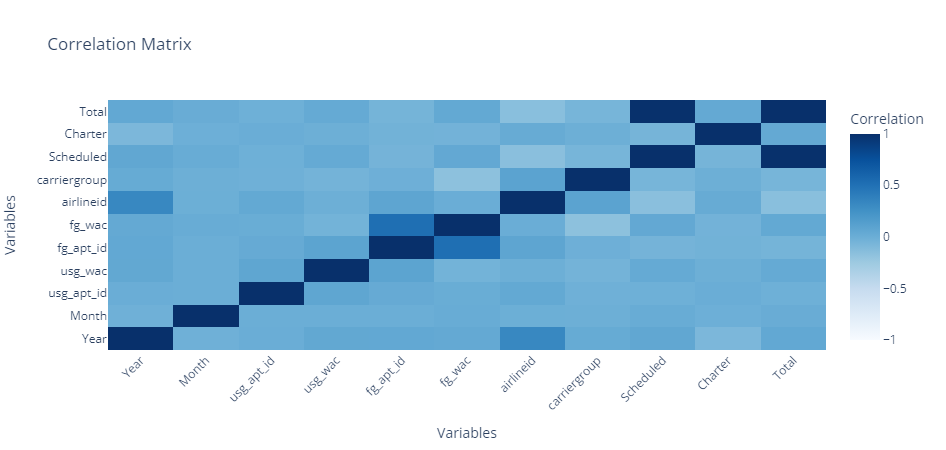 Correlation Matrix
Total
Charter
Scheduled
carriergroup
airlineid
fg_wac
fg_apt_id
usg_wac
usg_apt_id
Month
Year
Variables
Year
Month
usg_apt_id
usg_wac
fg_apt_id
fg_wac
airlineid
carriergroup
Scheduled
Charter
Total
Variables
Correlation
1
0.5
0
−0.5
−1